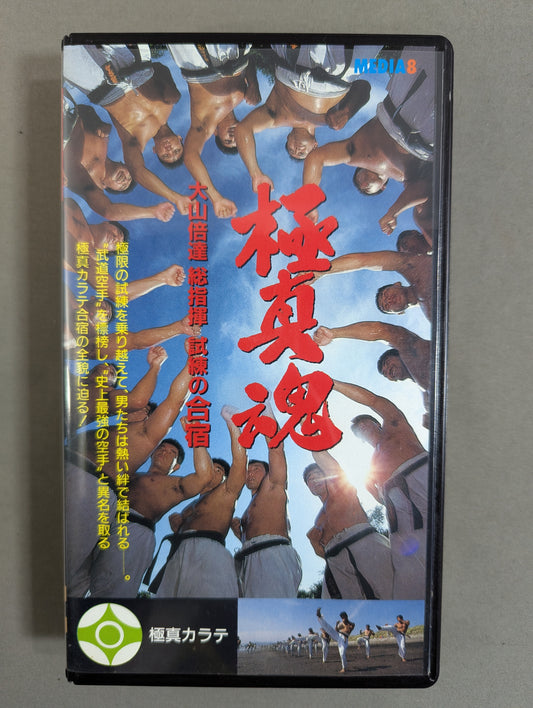 MEDIA8
極真魂
大山倍達 総指揮・試練の合宿
極限の試練を乗り越えて、男たちは熱い絆で結ばれる――。
〝武道空手〟を標榜し、〝史上最強の空手〟と異名を取る
極真カラテ合宿の全貌に迫る!
極真カラテ